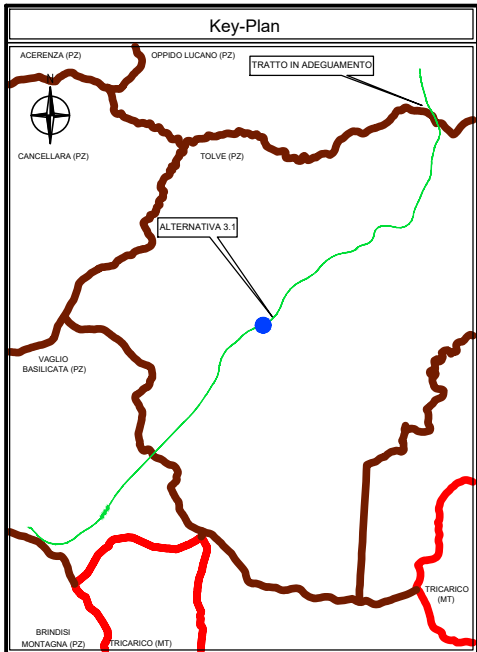 Key-Plan
ACERENZA (PZ)
OPPIDO LUCANO (PZ)
TRATTO IN ADEGUAMENTO
N
CANCELLARA (PZ)
TOLVE (PZ)
ALTERNATIVA 3.1
VAGLIO
BASILICATA (PZ)
TRICARICO
(MT)
BRINDISI
MONTAGNA (PZ)
TRICARICO (MT)